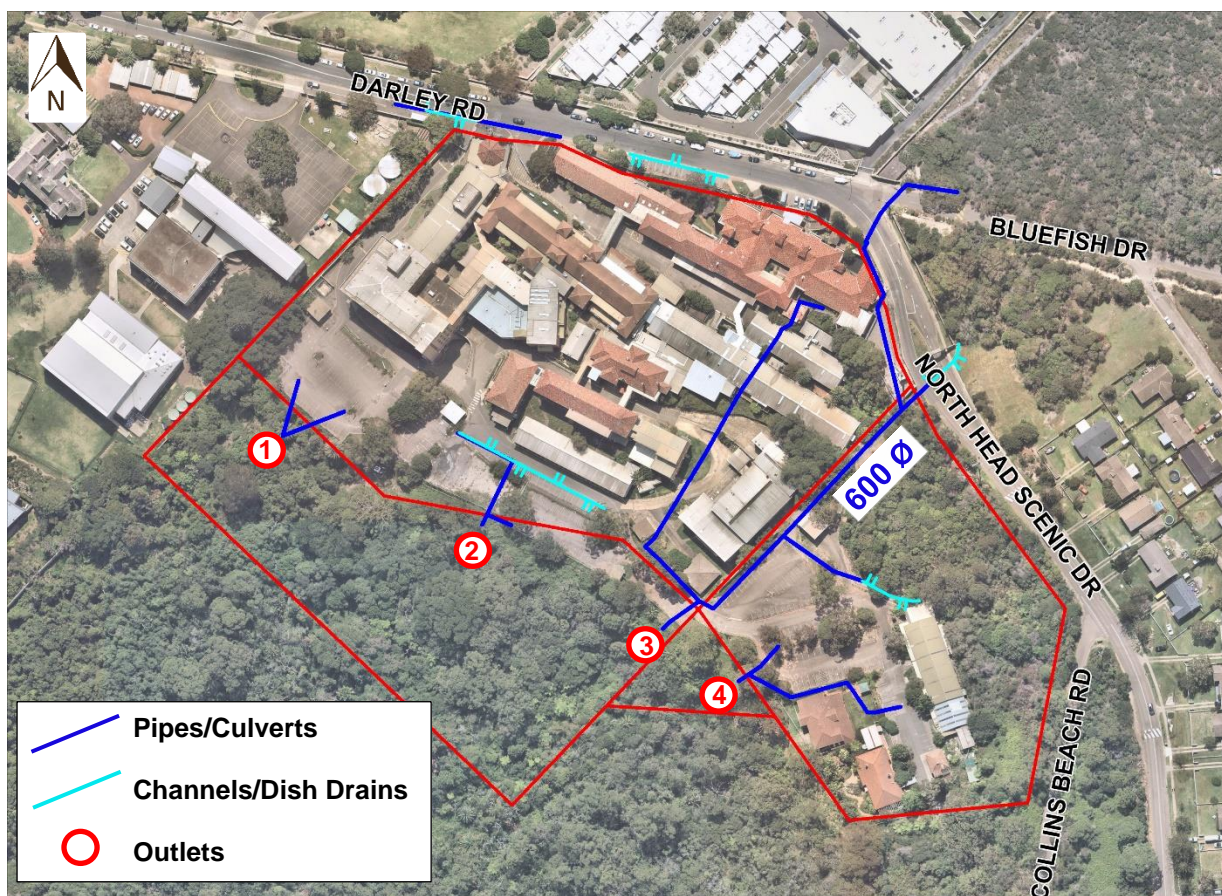 N
DARLEY RD
BLUEFISH DR
NORTH HEAD SCENIC DR
600 Ø
1
2
3
4
COLLINS BEACH RD
Pipes/Culverts
Channels/Dish Drains
Outlets